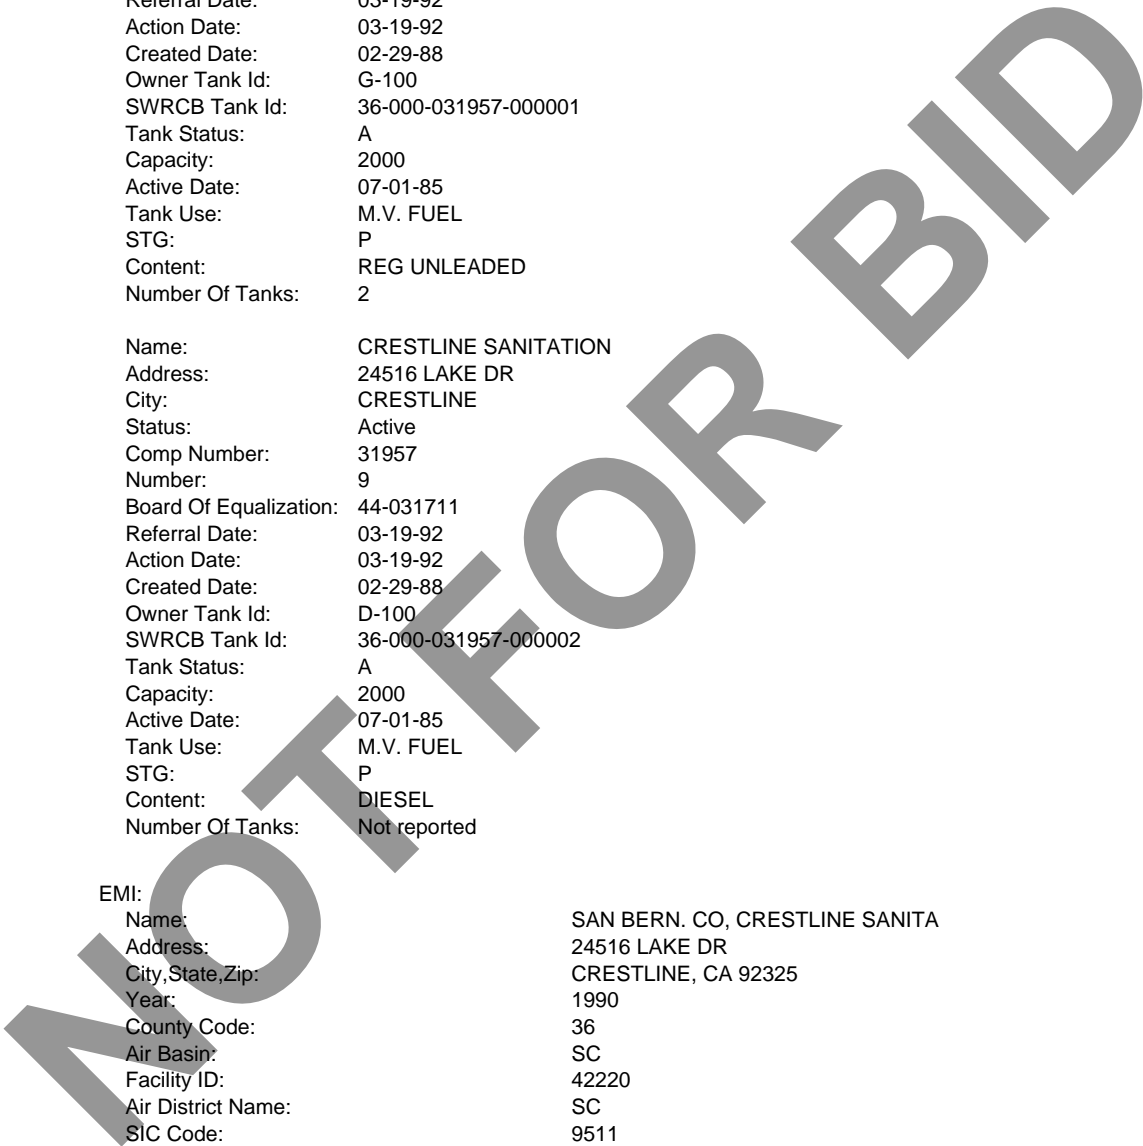 Referral Date: 03-19-92
Action Date: 03-19-92
Created Date: 02-29-88
Owner Tank Id: G-100
SWRCB Tank Id: 36-000-031957-000001
Tank Status: A
Capacity: 2000
Active Date: 07-01-85
Tank Use: M.V. FUEL
STG: P
Content: REG UNLEADED
Number Of Tanks: 2
Name: CRESTLINE SANITATION
Address: 24516 LAKE DR
City: CRESTLINE
Status: Active
Comp Number: 31957
Number: 9
Board Of Equalization: 44-031711
Referral Date: 03-19-92
Action Date: 03-19-92
Created Date: 02-29-88
Owner Tank Id: D-100
SWRCB Tank Id: 36-000-031957-000002
Tank Status: A
Capacity: 2000
Active Date: 07-01-85
Tank Use: M.V. FUEL
STG: P
Content: DIESEL
Number Of Tanks: Not reported
EMI:
Name: SAN BERN. CO, CRESTLINE SANITA
Address: 24516 LAKE DR
City,State,Zip: CRESTLINE, CA 92325
Year: 1990
County Code: 36
Air Basin: SC
Facility ID: 42220
Air District Name: SC
SIC Code: 9511
NOT FOR BID